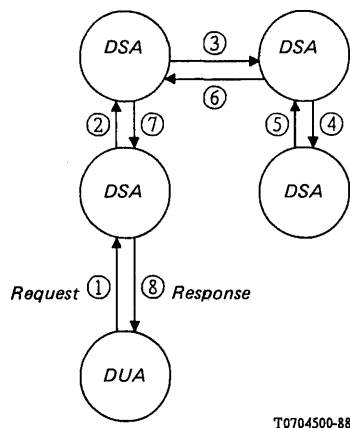 DSA ③ DSA
⑥
② ⑦ ⑤ ④
DSA DSA
Request ① ⑧ Response
DUA
T0704500-88